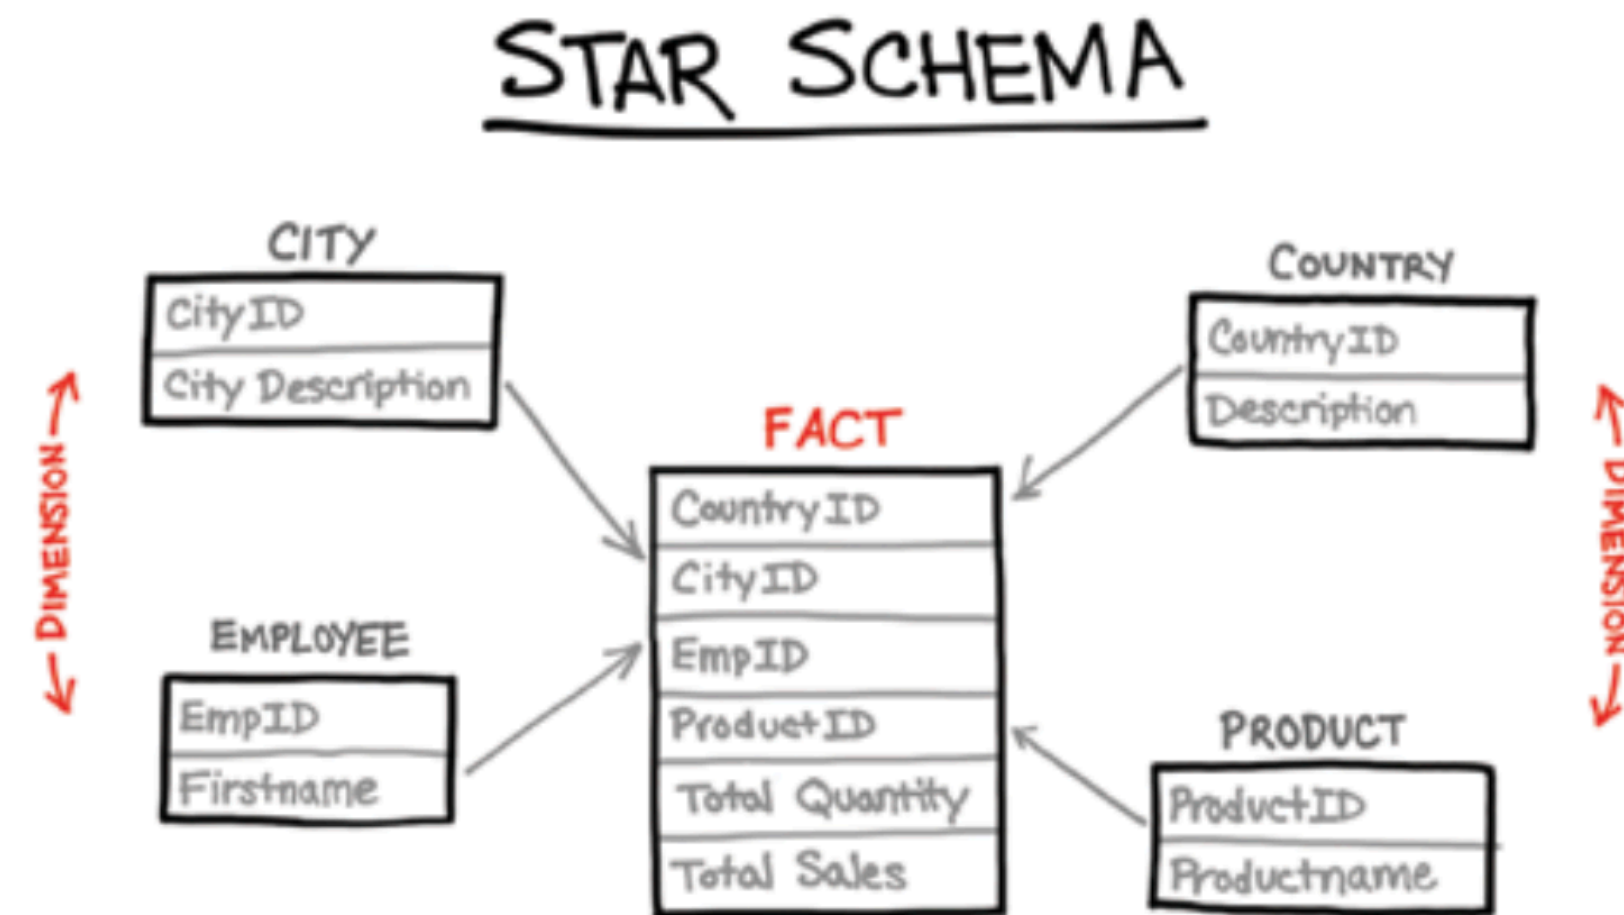 STAR SCHEMA
CITY
CityID
City Description
COUNTRY
CountryID
Description
DIMENSION
FACT
CountryID
CityID
EmpID
ProductID
Total Quantity
Total Sales
DIMENSION
EMPLOYEE
EmpID
Firstname
PRODUCT
ProductID
Productname